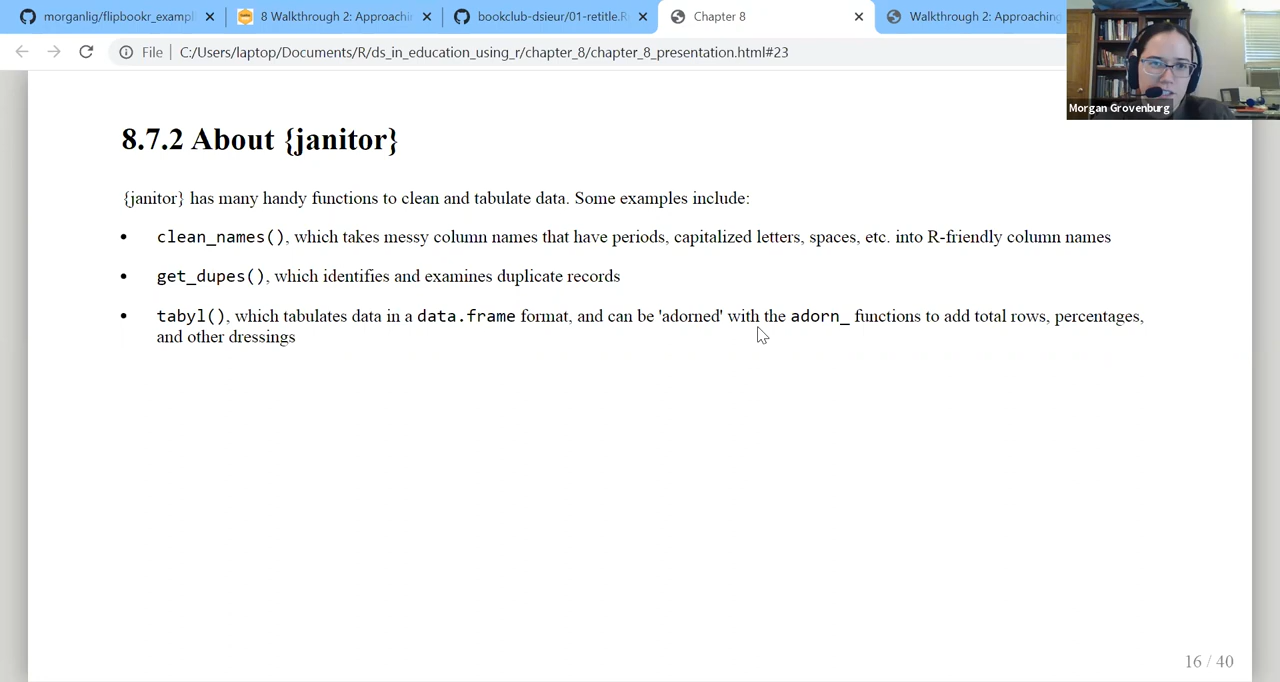 morganlig/flipbookr_exampl
8 Walkthrough 2: Approachin
bookclub-dsieur/01-retitle.R
Chapter 8
Walkthrough 2: Approaching
File
C:/Users/laptop/Documents/R/ds_in_education_using_r/chapter_8/chapter_8_presentation.html#23
Morgan Grovenburg
8.7.2 About {janitor}
{janitor} has many handy functions to clean and tabulate data. Some examples include:
• clean_names(), which takes messy column names that have periods, capitalized letters, spaces, etc. into R-friendly column names
• get_dupes(), which identifies and examines duplicate records
• tabyl(), which tabulates data in a data.frame format, and can be 'adorned' with the adorn_ functions to add total rows, percentages,
and other dressings
16 / 40